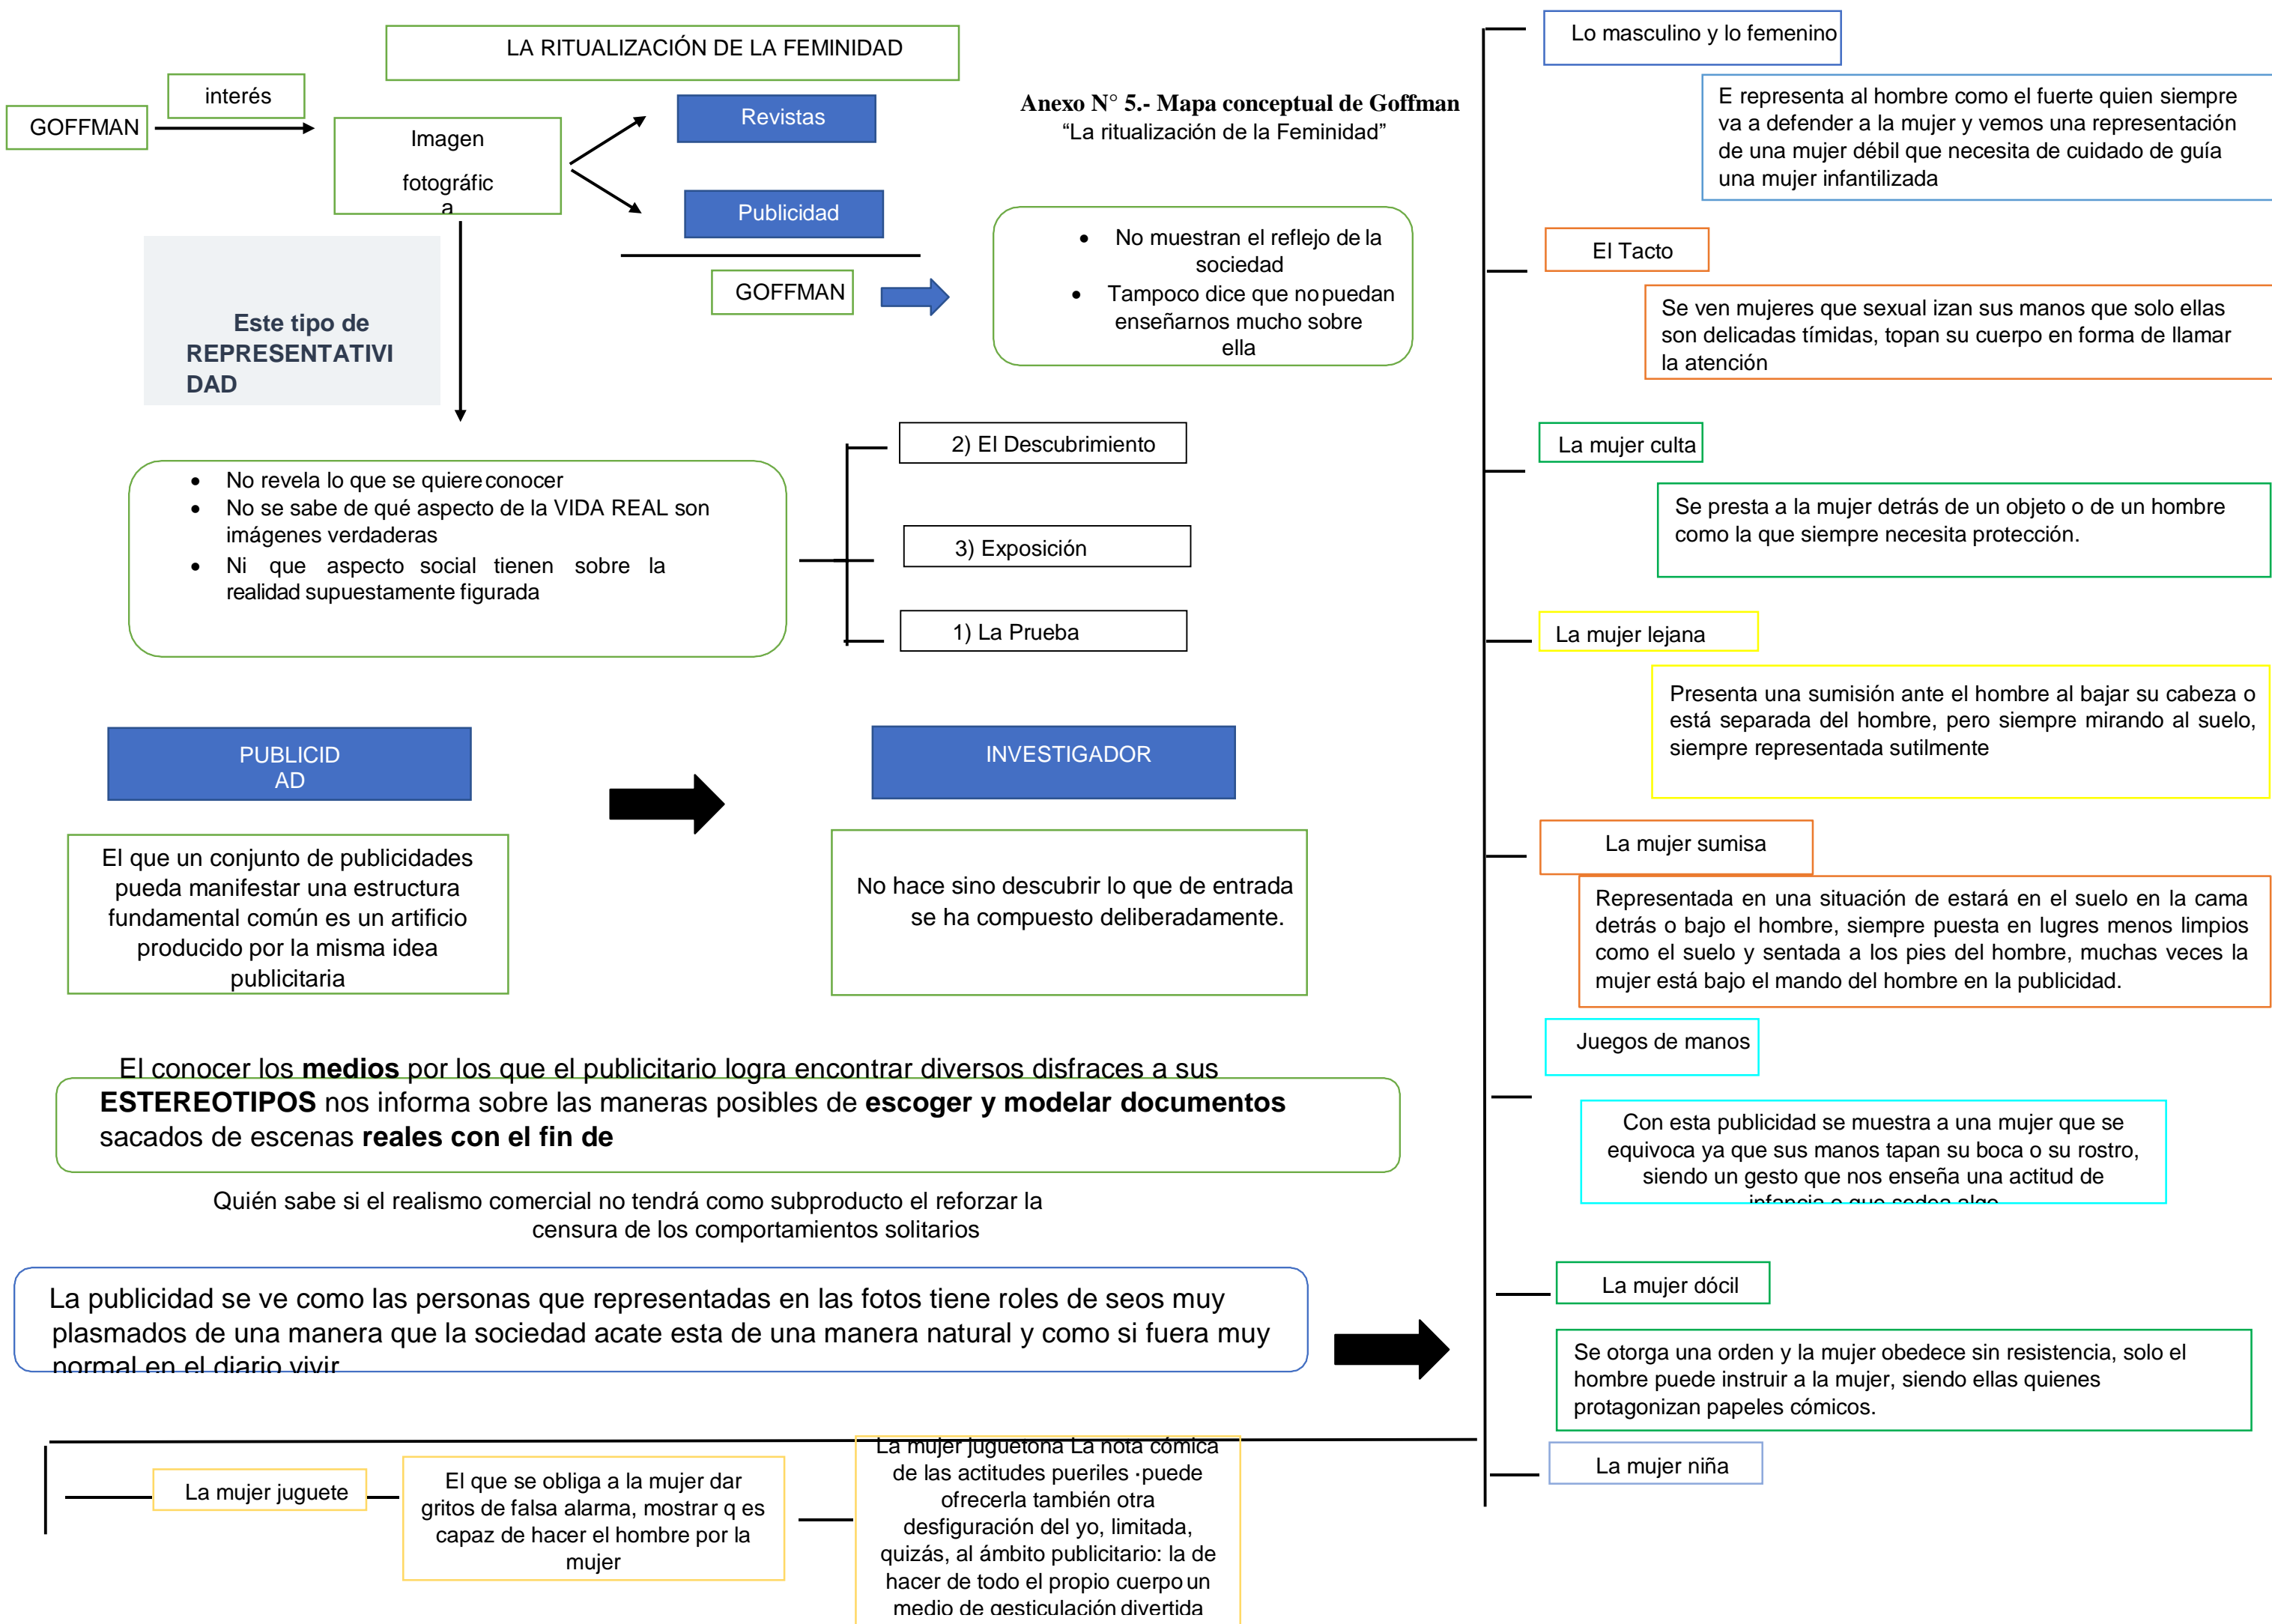 LA RITUALIZACIÓN DE LA FEMINIDAD
interés
GOFFMAN
Imagen
fotográfic
a
Revistas
Publicidad
Anexo N° 5.- Mapa conceptual de Goffman
“La ritualización de la Feminidad”
GOFFMAN
• No muestran el reflejo de la
sociedad
• Tampoco dice que no puedan
enseñarnos mucho sobre
ella
Este tipo de
REPRESENTATIVI
DAD
• No revela lo que se quiere conocer
• No se sabe de qué aspecto de la VIDA REAL son
imágenes verdaderas
• Ni que aspecto social tienen sobre la
realidad supuestamente figurada
2) El Descubrimiento
3) Exposición
1) La Prueba
PUBLICID
AD
INVESTIGADOR
El que un conjunto de publicidades
pueda manifestar una estructura
fundamental común es un artificio
producido por la misma idea
publicitaria
No hace sino descubrir lo que de entrada
se ha compuesto deliberadamente.
El conocer los medios por los que el publicitario logra encontrar diversos disfraces a sus
ESTEREOTIPOS nos informa sobre las maneras posibles de escoger y modelar documentos
sacados de escenas reales con el fin de
Quién sabe si el realismo comercial no tendrá como subproducto el reforzar la
censura de los comportamientos solitarios
La publicidad se ve como las personas que representadas en las fotos tiene roles de seos muy
plasmados de una manera que la sociedad acate esta de una manera natural y como si fuera muy
normal en el diario vivir
Lo masculino y lo femenino
E representa al hombre como el fuerte quien siempre
va a defender a la mujer y vemos una representación
de una mujer débil que necesita de cuidado de guía
una mujer infantilizada
El Tacto
Se ven mujeres que sexual izan sus manos que solo ellas
son delicadas tímidas, topan su cuerpo en forma de llamar
la atención
La mujer culta
Se presta a la mujer detrás de un objeto o de un hombre
como la que siempre necesita protección.
La mujer lejana
Presenta una sumisión ante el hombre al bajar su cabeza o
está separada del hombre, pero siempre mirando al suelo,
siempre representada sutilmente
La mujer sumisa
Representada en una situación de estará en el suelo en la cama
detrás o bajo el hombre, siempre puesta en lugres menos limpios
como el suelo y sentada a los pies del hombre, muchas veces la
mujer está bajo el mando del hombre en la publicidad.
Juegos de manos
Con esta publicidad se muestra a una mujer que se
equivoca ya que sus manos tapan su boca o su rostro,
siendo un gesto que nos enseña una actitud de
infancia o que sedea algo
La mujer dócil
Se otorga una orden y la mujer obedece sin resistencia, solo el
hombre puede instruir a la mujer, siendo ellas quienes
protagonizan papeles cómicos.
La mujer niña
La mujer juguete
El que se obliga a la mujer dar
gritos de falsa alarma, mostrar q es
capaz de hacer el hombre por la
mujer
La mujer juguetona La nota cómica
de las actitudes pueriles ·puede
ofrecerla también otra
desfiguración del yo, limitada,
quizás, al ámbito publicitario: la de
hacer de todo el propio cuerpo un
medio de gesticulación divertida